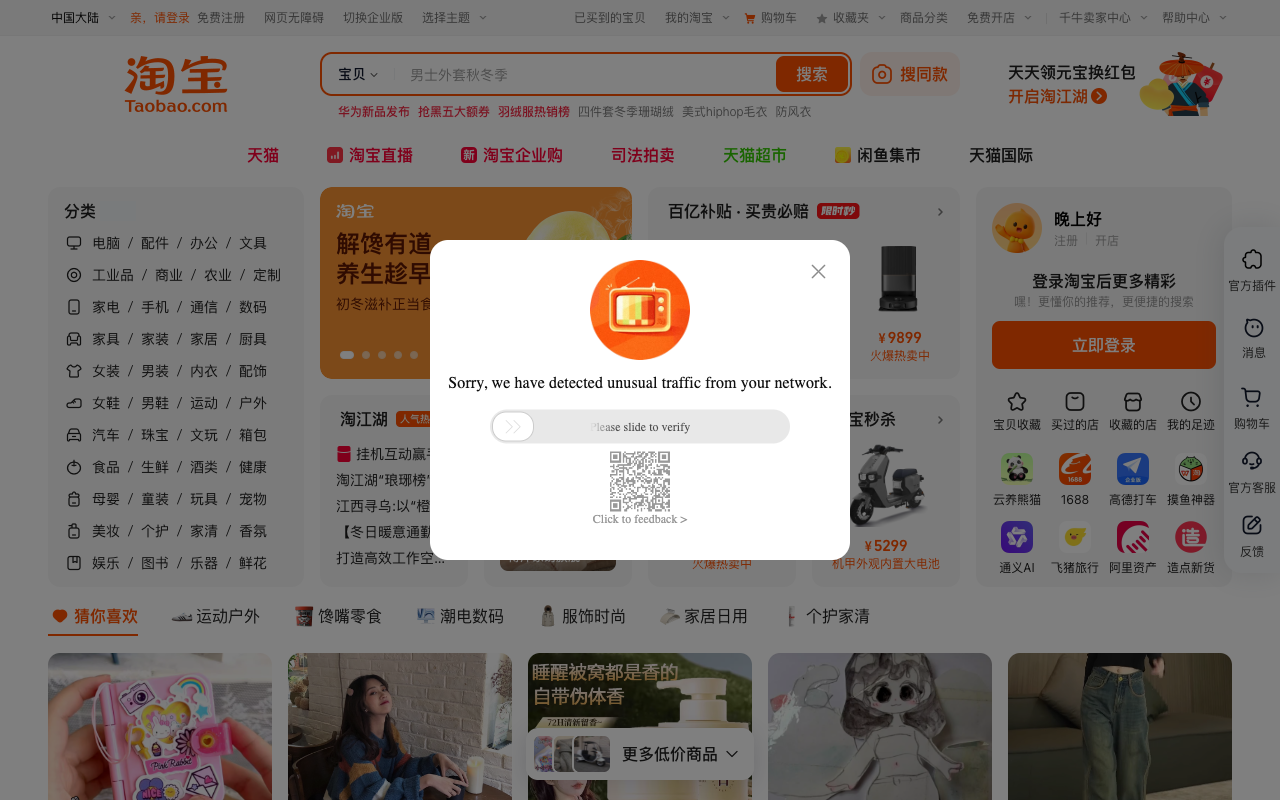 中国大陆 亲，请登录 免费注册 网页无障碍 切换企业版 选择主题 已买到的宝贝 我的淘宝 购物车 收藏夹 商品分类 免费开店 千牛卖家中心 帮助中心
淘宝
Taobao.com
宝贝 男士外套秋冬季 搜索 搜同款
天天领元宝换红包
开启淘江湖
华为新品发布 抢黑五大额券 羽绒服热销榜 四件套冬季珊瑚绒 美式hiphop毛衣 防风衣
天猫 淘宝直播 新 淘宝企业购 司法拍卖 天猫超市 闲鱼集市 天猫国际
分类
电脑 / 配件 / 办公 / 文具
工业品 / 商业 / 农业 / 定制
家电 / 手机 / 通信 / 数码
家具 / 家装 / 家居 / 厨具
女装 / 男装 / 内衣 / 配饰
女鞋 / 男鞋 / 运动 / 户外
汽车 / 珠宝 / 文玩 / 箱包
食品 / 生鲜 / 酒类 / 健康
母婴 / 童装 / 玩具 / 宠物
美妆 / 个护 / 家清 / 香氛
娱乐 / 图书 / 乐器 / 鲜花
淘宝
解馋有道
养生趁早
初冬滋补正当食
百亿补贴 · 买贵必赔 限时秒
¥9899
火爆热卖中
淘江湖 人气热
挂机互动赢
淘江湖“琅琊榜”
江西寻乌:以“橙
【冬日暖意通勤
打造高效工作空...
宝秒杀
火爆热卖中
¥5299
机甲外观内置大电池
Sorry, we have detected unusual traffic from your network.
Please slide to verify
Click to feedback >
晚上好
注册 开店
登录淘宝后更多精彩
嘿！更懂你的推荐，更便捷的搜索
立即登录
宝贝收藏 买过的店 收藏的店 我的足迹
1688 企业版
云养熊猫 1688 高德打车 摸鱼神器
造
通义AI 飞猪旅行 阿里资产 造点新货
官方插件
消息
购物车
官方客服
反馈
猜你喜欢 运动户外 馋嘴零食 潮电数码 服饰时尚 家居日用 个护家清
睡醒被窝都是香的
自带伪体香
72H清新留香~
更多低价商品
Pink Rabbit